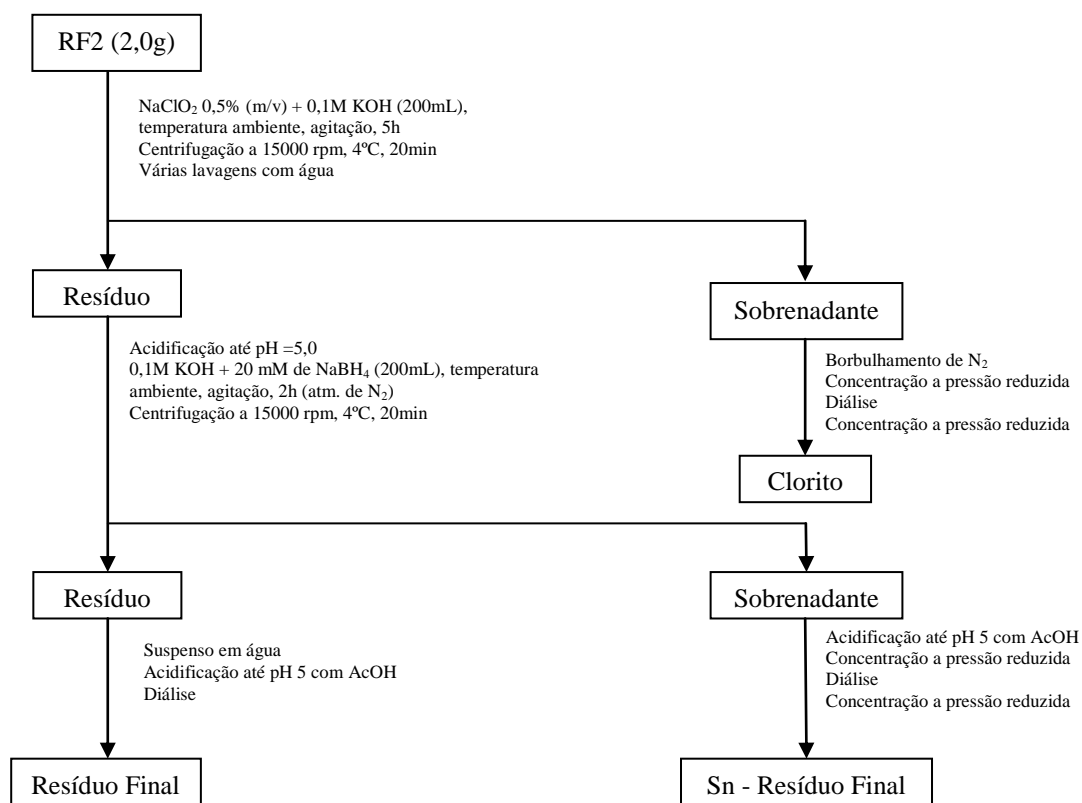 RF2 (2,0g)
NaClO₂ 0,5% (m/v) + 0,1M KOH (200mL),
temperatura ambiente, agitação, 5h
Centrifugação a 15000 rpm, 4ºC, 20min
Várias lavagens com água
Resíduo
Sobrenadante
Acidificação até pH =5,0
0,1M KOH + 20 mM de NaBH₄ (200mL), temperatura
ambiente, agitação, 2h (atm. de N₂)
Centrifugação a 15000 rpm, 4ºC, 20min
Borbulhamento de N₂
Concentração a pressão reduzida
Diálise
Concentração a pressão reduzida
Clorito
Resíduo
Sobrenadante
Suspenso em água
Acidificação até pH 5 com AcOH
Diálise
Acidificação até pH 5 com AcOH
Concentração a pressão reduzida
Diálise
Concentração a pressão reduzida
Resíduo Final
Sn - Resíduo Final